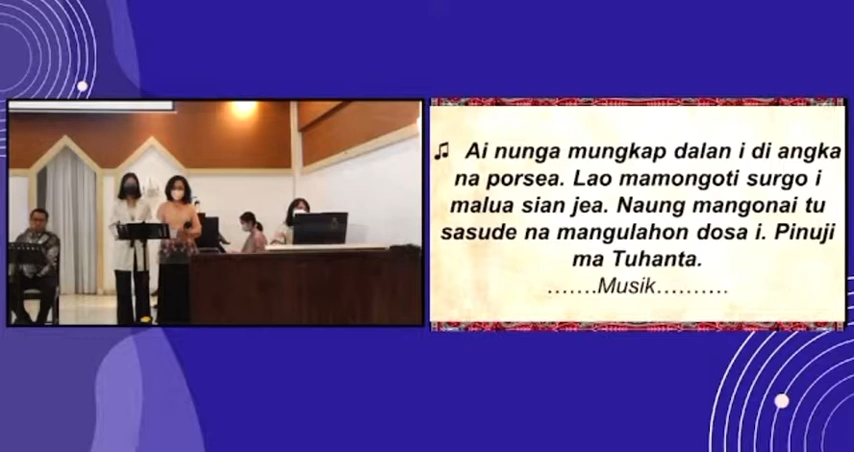 ♫ Ai nunga mungkap dalan i di angka
na porsea. Lao mamongoti surgo i
malua sian jea. Naung mangonai tu
sasude na mangulahon dosa i. Pinuji
ma Tuhanta.
…….Musik……….